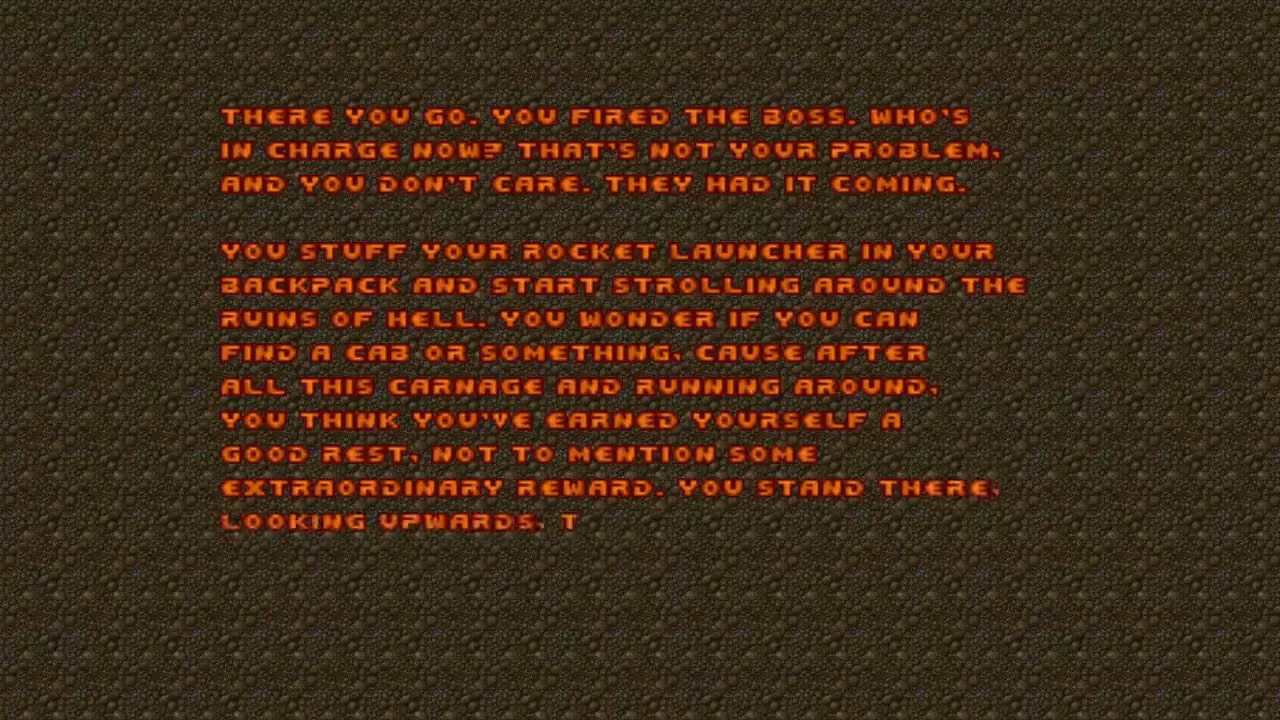 THERE YOU GO. YOU FIRED THE BOSS. WHO'S
IN CHARGE NOW? THAT'S NOT YOUR PROBLEM,
AND YOU DON'T CARE. THEY HAD IT COMING.
YOU STUFF YOUR ROCKET LAUNCHER IN YOUR
BACKPACK AND START STROLLING AROUND THE
RUINS OF HELL. YOU WONDER IF YOU CAN
FIND A CAB OR SOMETHING, CAUSE AFTER
ALL THIS CARNAGE AND RUNNING AROUND,
YOU THINK YOU'VE EARNED YOURSELF A
GOOD REST, NOT TO MENTION SOME
EXTRAORDINARY REWARD. YOU STAND THERE,
LOOKING UPWARDS, T